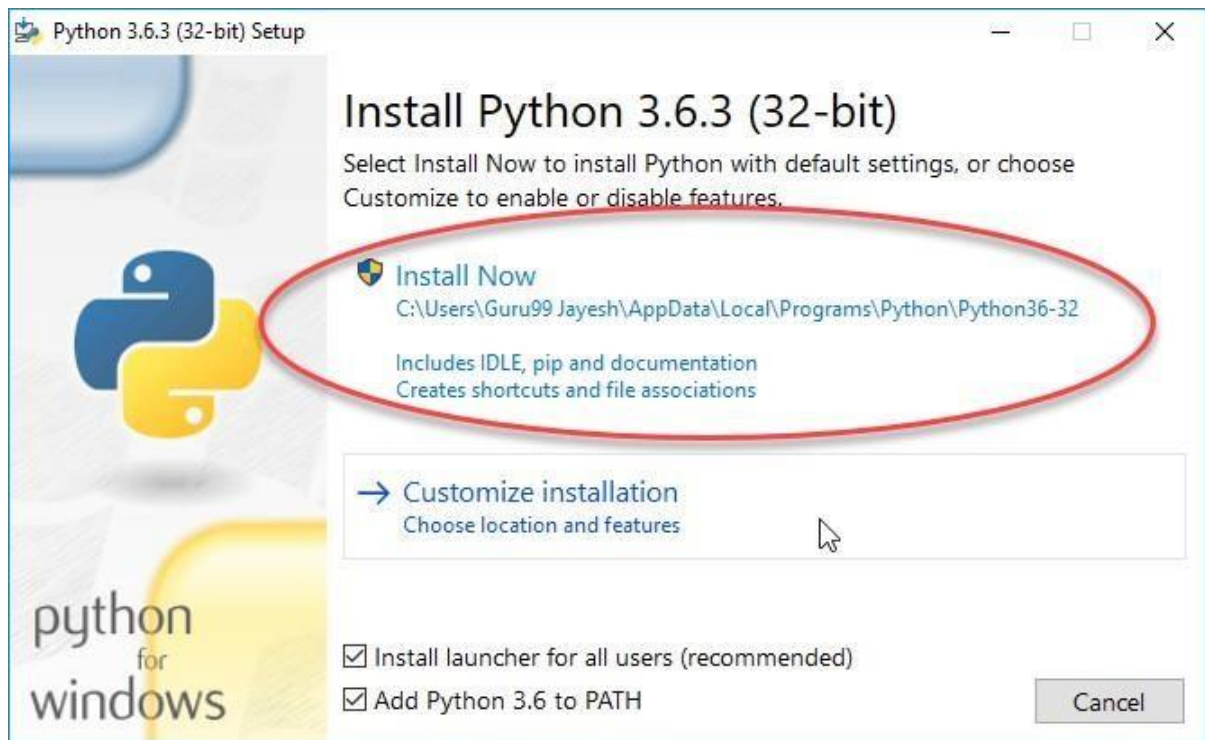 Python 3.6.3 (32-bit) Setup
Install Python 3.6.3 (32-bit)
Select Install Now to install Python with default settings, or choose
Customize to enable or disable features.
Install Now
C:\Users\Guru99 Jayesh\AppData\Local\Programs\Python\Python36-32
Includes IDLE, pip and documentation
Creates shortcuts and file associations
Customize installation
Choose location and features
python
for
windows
Install launcher for all users (recommended)
Add Python 3.6 to PATH
Cancel